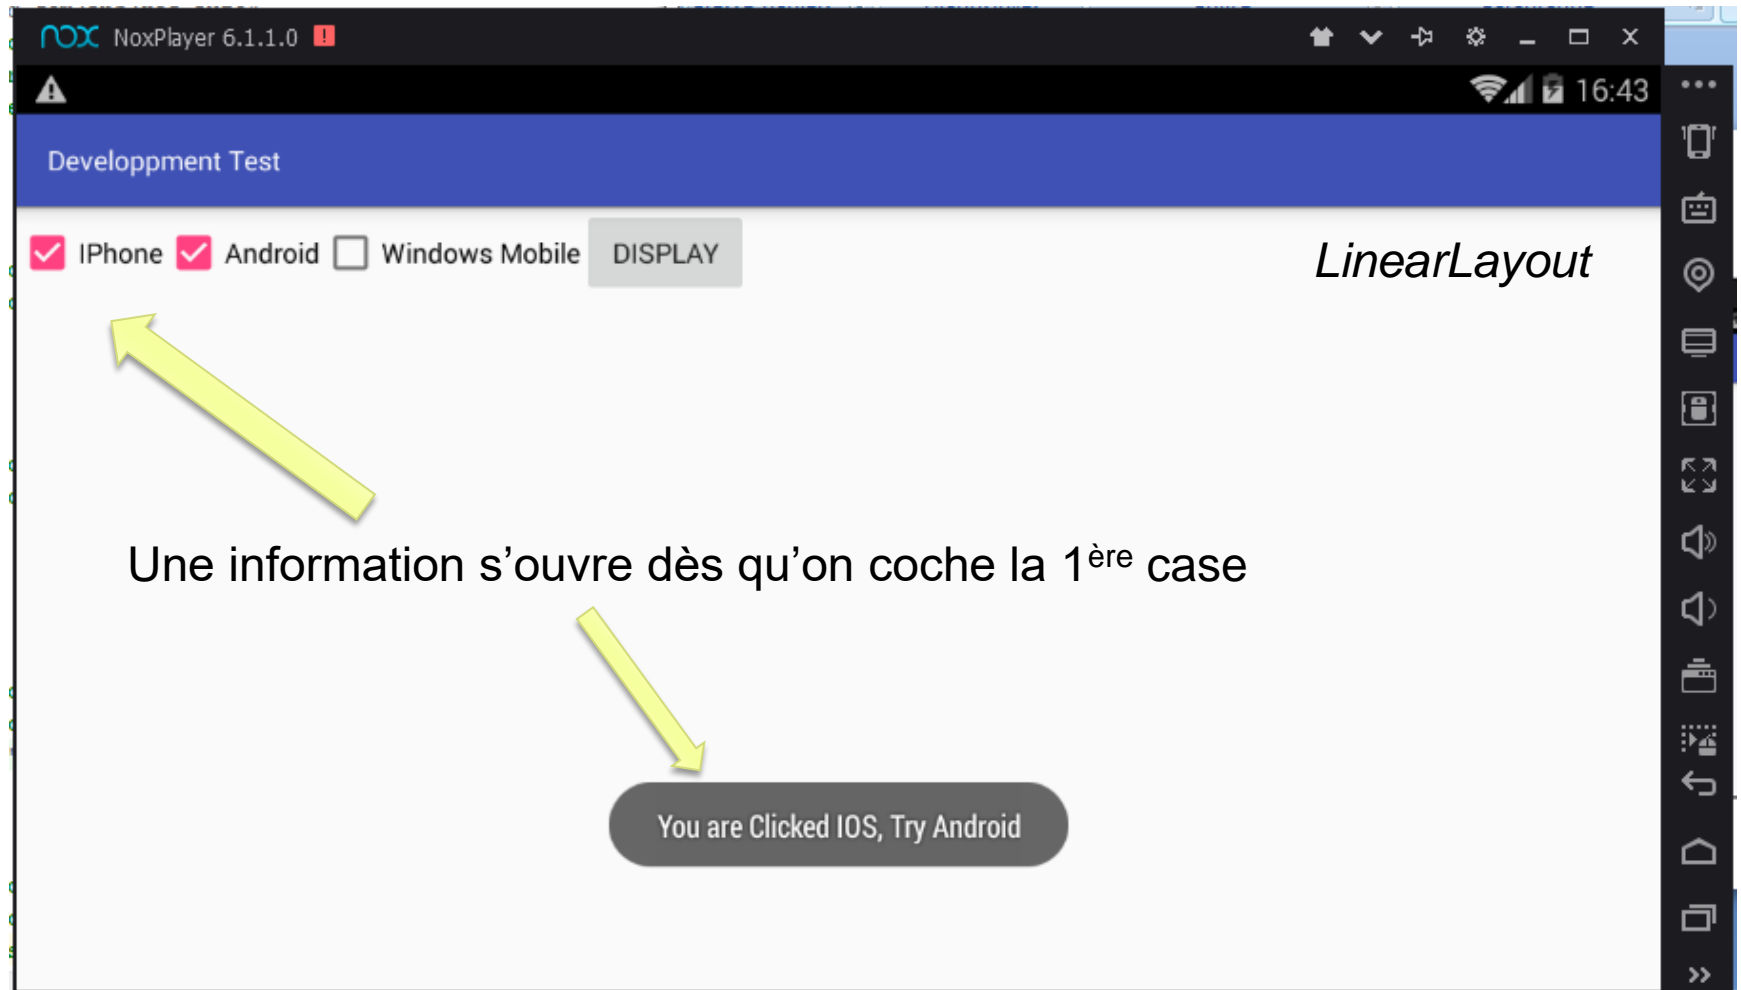 nox NoxPlayer 6.1.1.0
16:43
Developpment Test
IPhone Android Windows Mobile DISPLAY
LinearLayout
Une information s’ouvre dès qu’on coche la 1ère case
You are Clicked IOS, Try Android